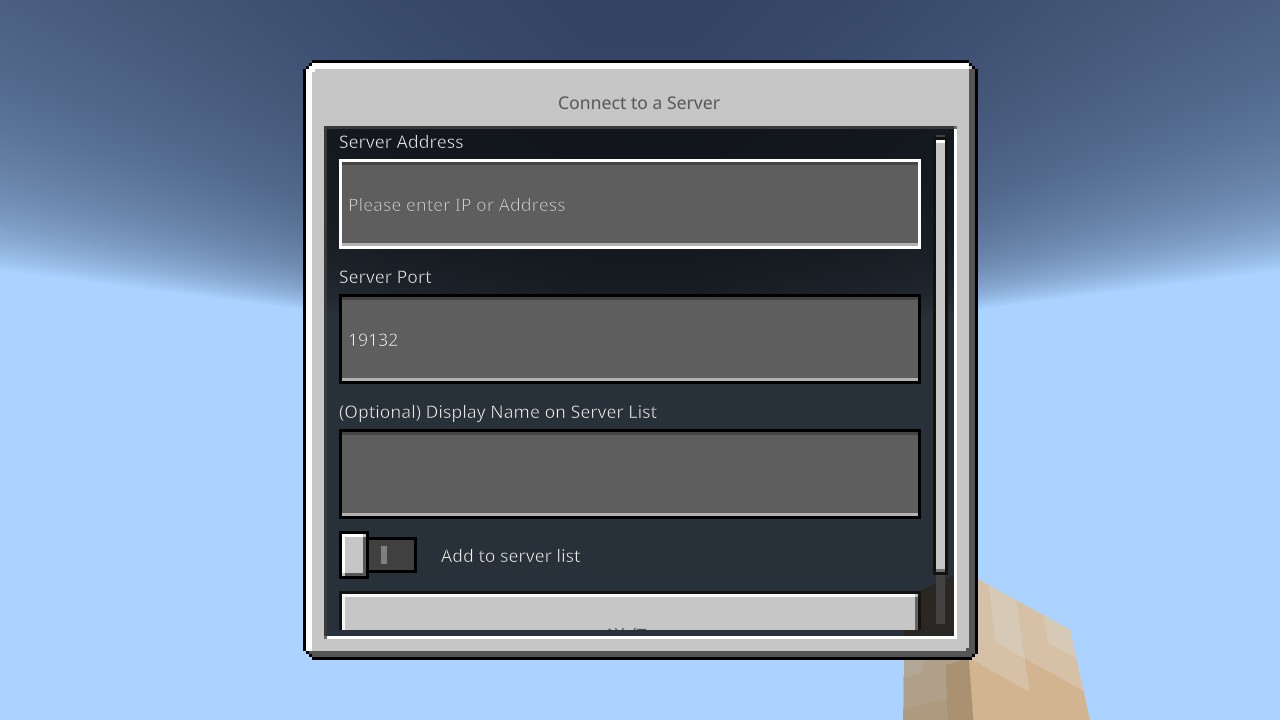 Connect to a Server
Server Address
Please enter IP or Address
Server Port
19132
(Optional) Display Name on Server List
Add to server list